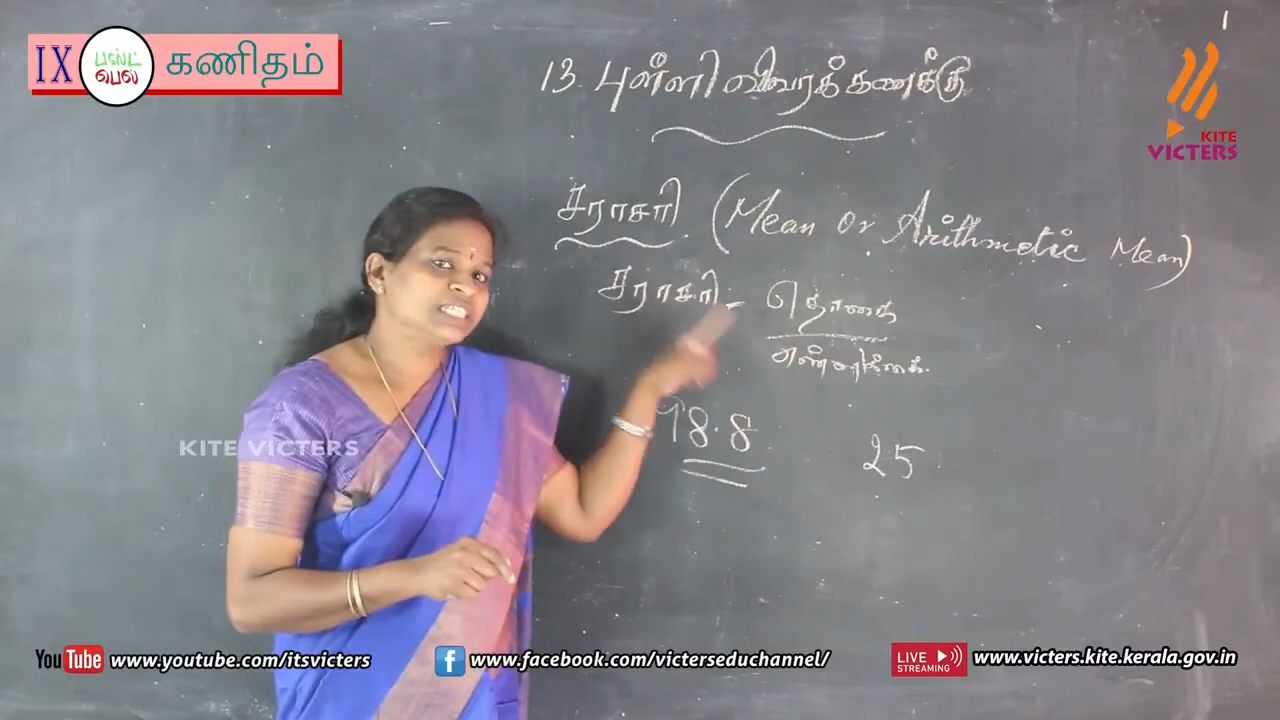 IX பஸ்ட் பெல் கணிதம்
13. புள்ளி விவரக் கணக்கு
KITE VICTERS
சராசரி (Mean or Arithmetic Mean)
சராசரி = தொகை
எண்ணிக்கை.
98.8 25
KITE VICTERS
YouTube www.youtube.com/itsvicters
f www.facebook.com/victerseduchannel/
LIVE STREAMING www.victers.kite.kerala.gov.in